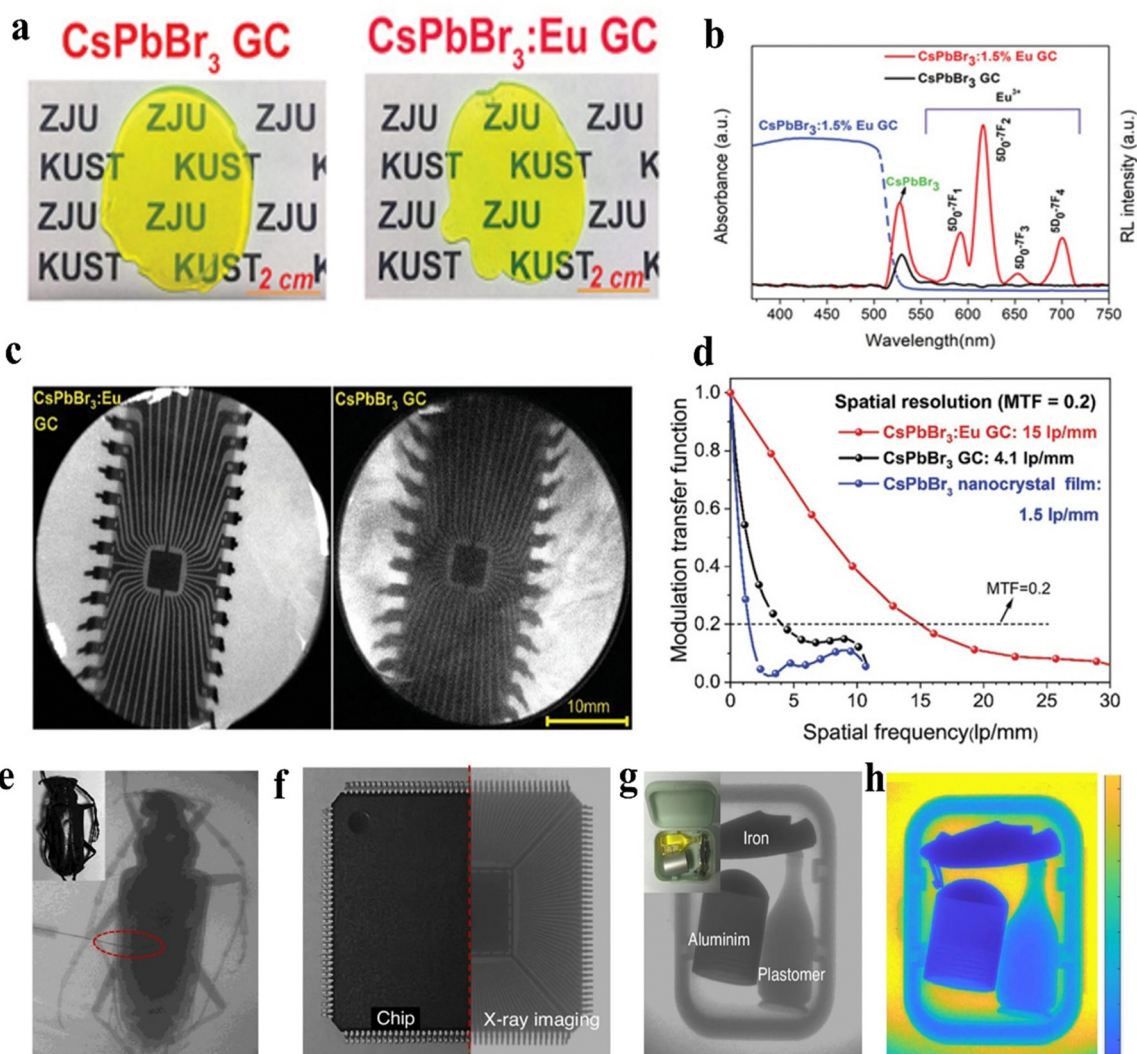 a
CsPbBr3 GC
CsPbBr3:Eu GC
ZJU ZJU ZJU
KUST KUST K
ZJU ZJU ZJU
KUST KUST K
2 cm
ZJU ZJU ZJU
KUST KUST K
ZJU ZJU ZJU
KUST KUST K
2 cm
b
CsPbBr3:1.5% Eu GC
CsPbBr3 GC
Eu3+
CsPbBr3:1.5% Eu GC
CsPbBr3
5D0-7F1
5D0-7F2
5D0-7F3
5D0-7F4
Absorbance (a.u.)
RL intensity (a.u.)
400 450 500 550 600 650 700 750
Wavelength(nm)
c
CsPbBr3:Eu
GC
CsPbBr3 GC
10mm
d
Spatial resolution (MTF = 0.2)
CsPbBr3:Eu GC: 15 lp/mm
CsPbBr3 GC: 4.1 lp/mm
CsPbBr3 nanocrystal film:
1.5 lp/mm
MTF=0.2
Modulation transfer function
1.0
0.8
0.6
0.4
0.2
0.0
0 5 10 15 20 25 30
Spatial frequency(lp/mm)
e
f
Chip
X-ray imaging
g
Iron
Aluminim
Plastomer
h